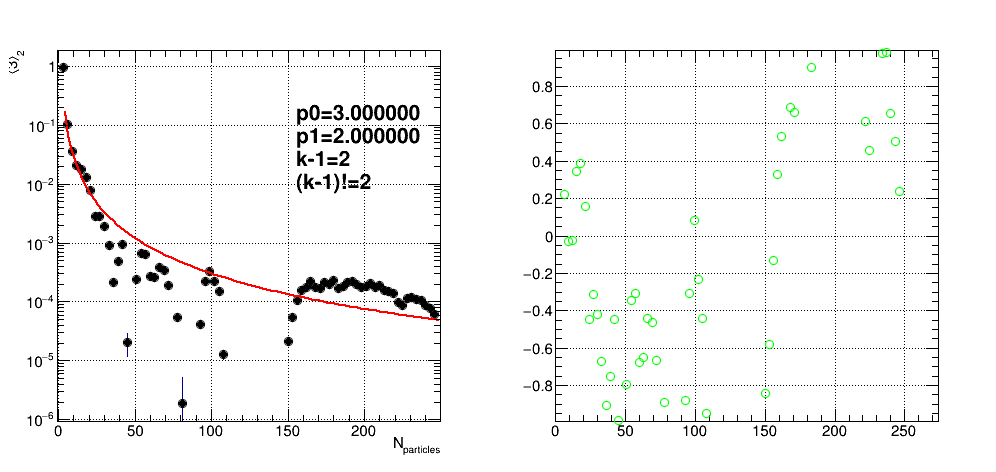 ⟨3⟩₂
1
10⁻¹
10⁻²
10⁻³
10⁻⁴
10⁻⁵
10⁻⁶
0 50 100 150 200
N_particles
p0=3.000000
p1=2.000000
k-1=2
(k-1)!=2
0.8
0.6
0.4
0.2
0
−0.2
−0.4
−0.6
−0.8
0 50 100 150 200 250